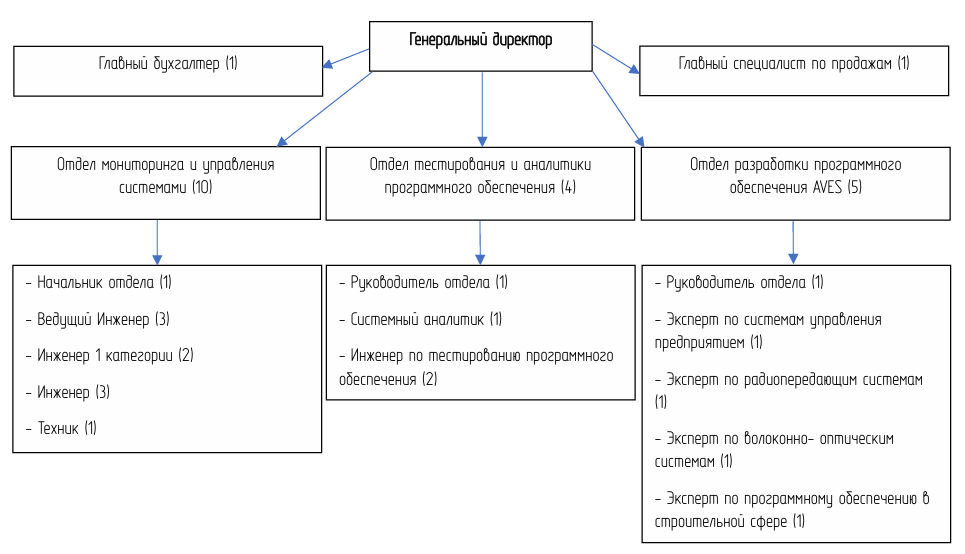 Генеральный директор
Главный бухгалтер (1)
Главный специалист по продажам (1)
Отдел мониторинга и управления
системами (10)
Отдел тестирования и аналитики
программного обеспечения (4)
Отдел разработки программного
обеспечения AVES (5)
- Начальник отдела (1)
- Ведущий Инженер (3)
- Инженер 1 категории (2)
- Инженер (3)
- Техник (1)
- Руководитель отдела (1)
- Системный аналитик (1)
- Инженер по тестированию программного
обеспечения (2)
- Руководитель отдела (1)
- Эксперт по системам управления
предприятием (1)
- Эксперт по радиопередающим системам
(1)
- Эксперт по волоконно- оптическим
системам (1)
- Эксперт по программному обеспечению в
строительной сфере (1)